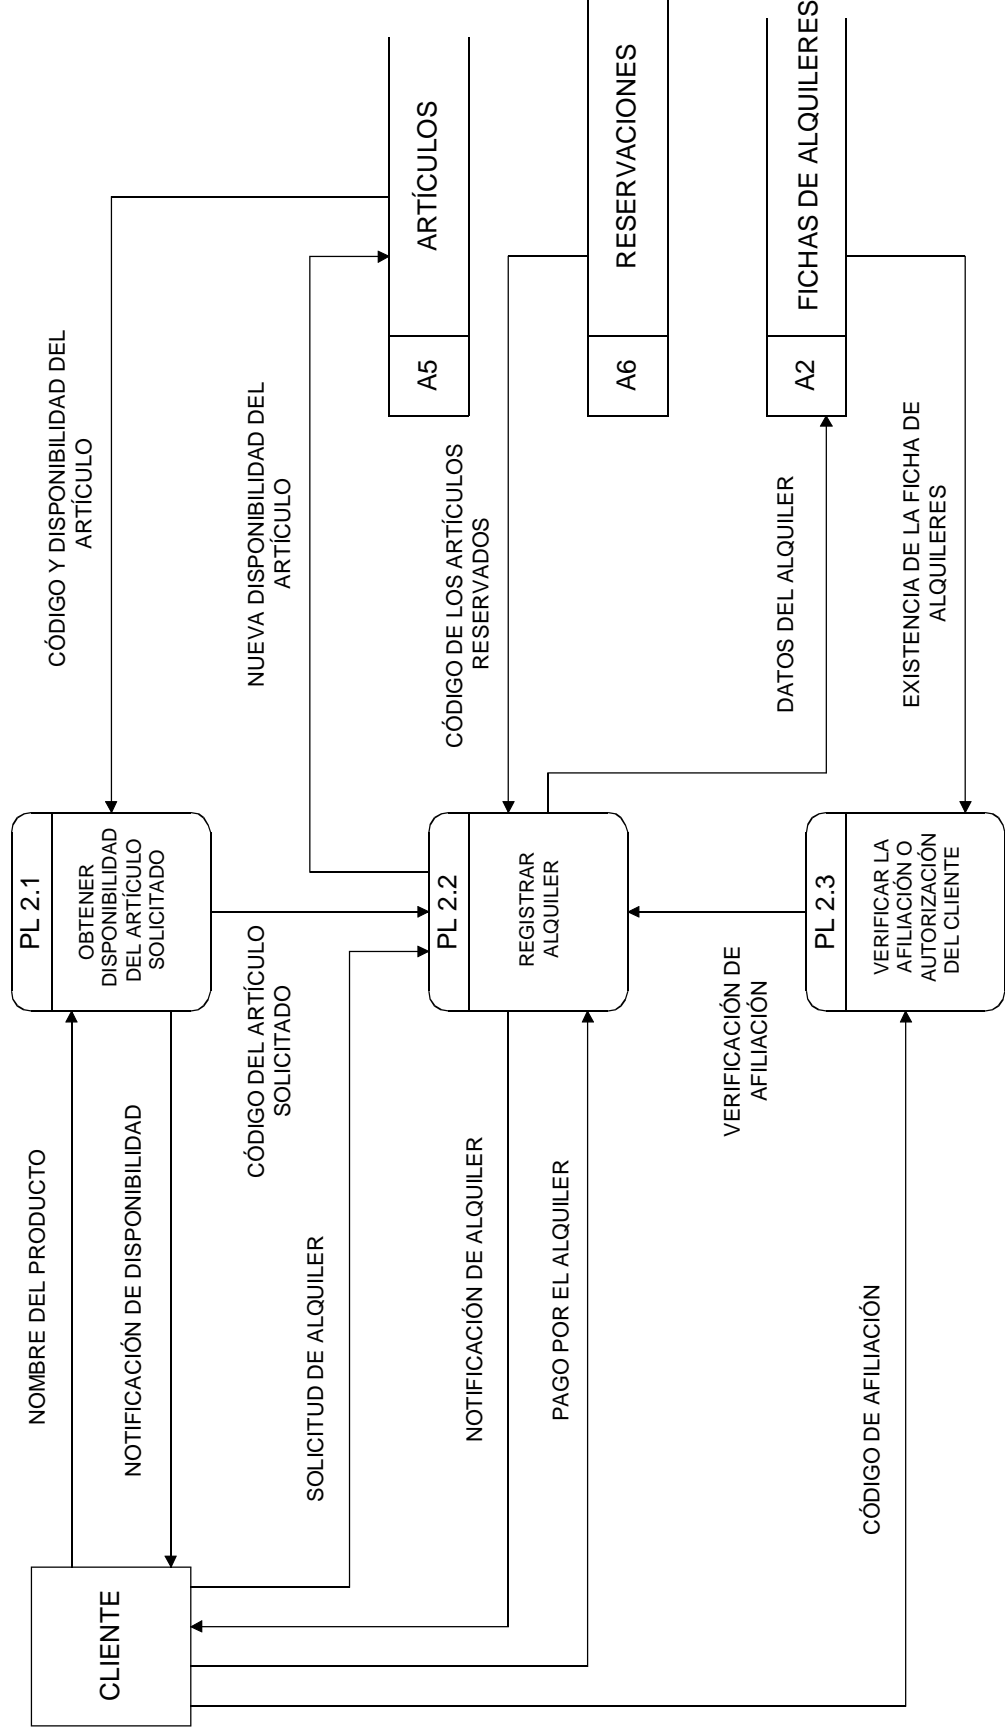 CLIENTE
NOMBRE DEL PRODUCTO
NOTIFICACIÓN DE DISPONIBILIDAD
SOLICITUD DE ALQUILER
NOTIFICACIÓN DE ALQUILER
PAGO POR EL ALQUILER
CÓDIGO DE AFILIACIÓN
PL 2.1
OBTENER
DISPONIBILIDAD
DEL ARTÍCULO
SOLICITADO
CÓDIGO DEL ARTÍCULO
SOLICITADO
PL 2.2
REGISTRAR
ALQUILER
VERIFICACIÓN DE
AFILIACIÓN
PL 2.3
VERIFICAR LA
AFILIACIÓN O
AUTORIZACIÓN
DEL CLIENTE
CÓDIGO Y DISPONIBILIDAD DEL
ARTÍCULO
NUEVA DISPONIBILIDAD DEL
ARTÍCULO
CÓDIGO DE LOS ARTÍCULOS
RESERVADOS
DATOS DEL ALQUILER
EXISTENCIA DE LA FICHA DE
ALQUILERES
A5
ARTÍCULOS
A6
RESERVACIONES
A2
FICHAS DE ALQUILERES